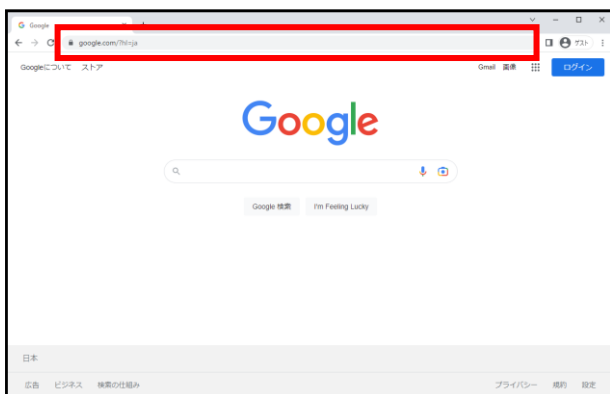 Google
google.com/?hl=ja
ゲスト
Googleについて ストア
Gmail 画像
ログイン
Google
Google 検索 I'm Feeling Lucky
日本
広告 ビジネス 検索の仕組み
プライバシー 規約 設定